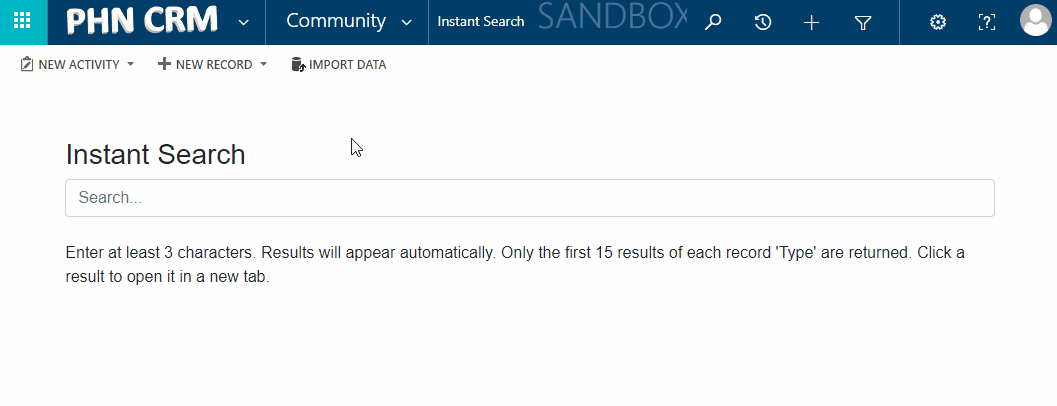 PHN CRM Community Instant Search SANDBOX
NEW ACTIVITY NEW RECORD IMPORT DATA
Instant Search
Search...
Enter at least 3 characters. Results will appear automatically. Only the first 15 results of each record 'Type' are returned. Click a
result to open it in a new tab.